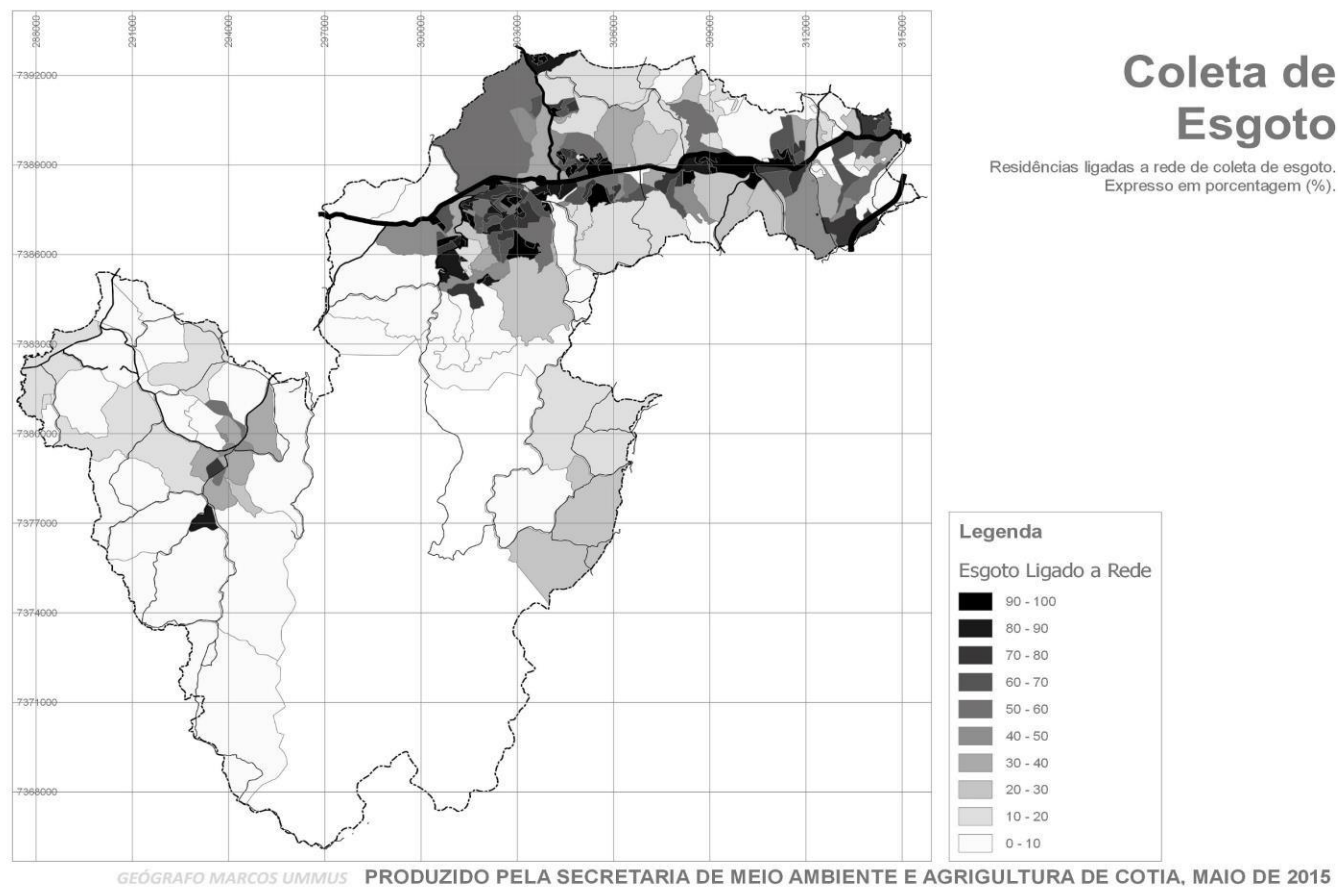 288000 291000 294000 297000 300000 303000 306000 309000 312000 315000
7392000
7389000
7386000
7383000
7380000
7377000
7374000
7371000
7368000
Coleta de
Esgoto
Residências ligadas a rede de coleta de esgoto.
Expresso em porcentagem (%).
Legenda
Esgoto Ligado a Rede
90 - 100
80 - 90
70 - 80
60 - 70
50 - 60
40 - 50
30 - 40
20 - 30
10 - 20
0 - 10
GEÓGRAFO MARCOS UMMUS PRODUZIDO PELA SECRETARIA DE MEIO AMBIENTE E AGRIGULTURA DE COTIA, MAIO DE 2015